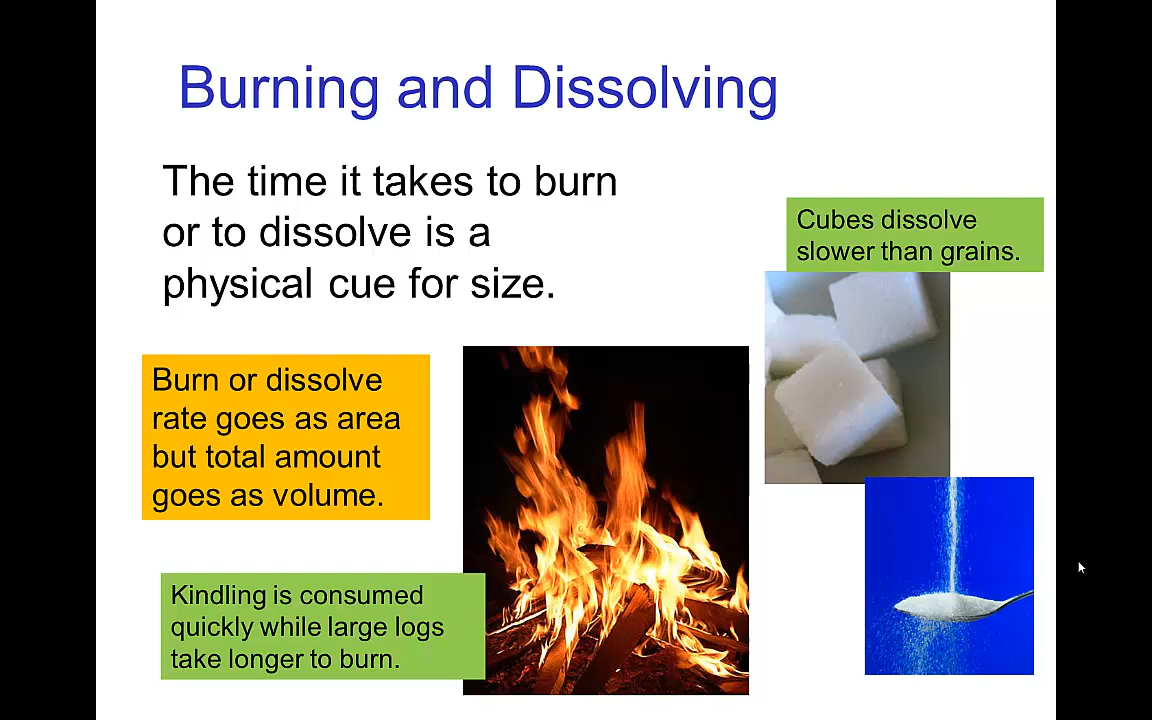 Burning and Dissolving
The time it takes to burn
or to dissolve is a
physical cue for size.
Cubes dissolve
slower than grains.
Burn or dissolve
rate goes as area
but total amount
goes as volume.
Kindling is consumed
quickly while large logs
take longer to burn.